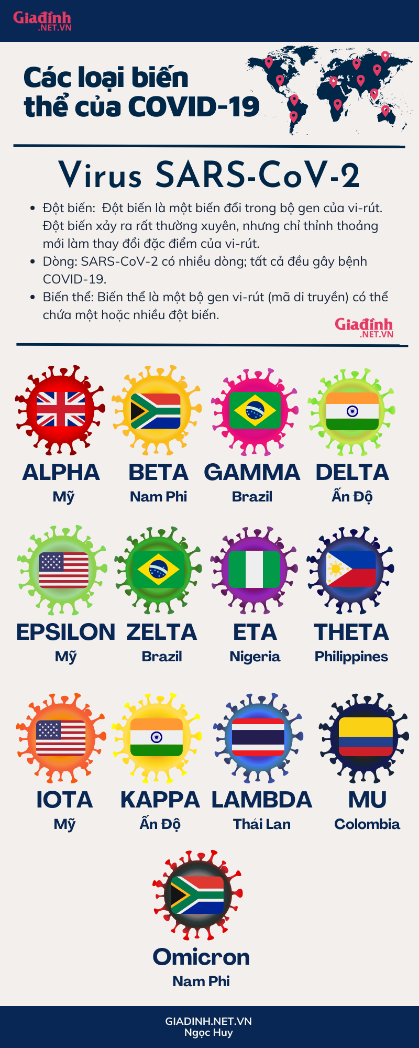 Giađình
.NET.VN
Các loại biến
thể của COVID-19
Virus SARS-CoV-2
• Đột biến: Đột biến là một biến đổi trong bộ gen của vi-rút.
Đột biến xảy ra rất thường xuyên, nhưng chỉ thỉnh thoảng
mới làm thay đổi đặc điểm của vi-rút.
• Dòng: SARS-CoV-2 có nhiều dòng; tất cả đều gây bệnh
COVID-19.
• Biến thể: Biến thể là một bộ gen vi-rút (mã di truyền) có thể
chứa một hoặc nhiều đột biến.
Giađình
.NET.VN
ALPHA BETA GAMMA DELTA
Mỹ Nam Phi Brazil Ấn Độ
EPSILON ZELTA ETA THETA
Mỹ Brazil Nigeria Philippines
IOTA KAPPA LAMBDA MU
Mỹ Ấn Độ Thái Lan Colombia
Omicron
Nam Phi
GIADINH.NET.VN
Ngọc Huy